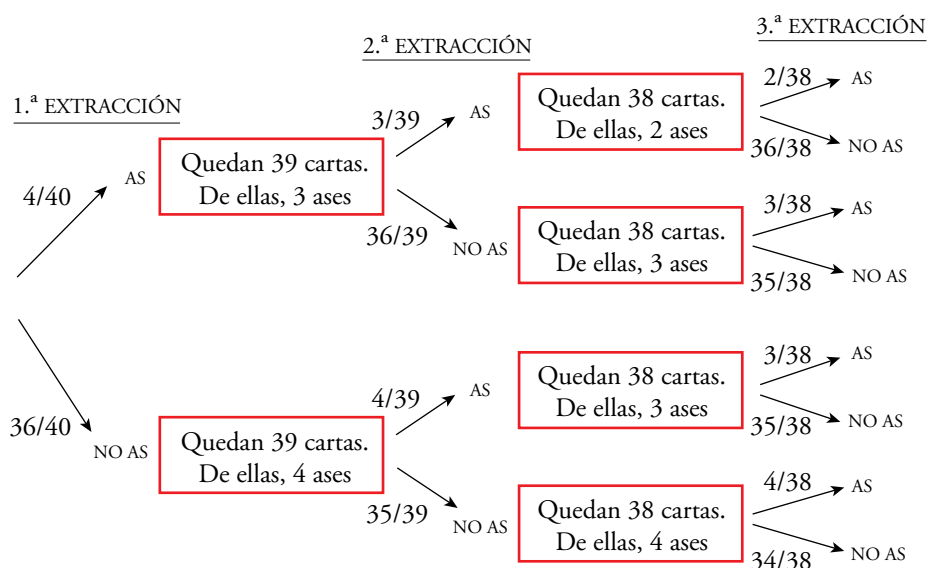 1.ª EXTRACCIÓN
2.ª EXTRACCIÓN
3.ª EXTRACCIÓN
4/40
AS
Quedan 39 cartas.
De ellas, 3 ases
3/39
AS
Quedan 38 cartas.
De ellas, 2 ases
2/38
AS
36/38
NO AS
36/39
NO AS
Quedan 38 cartas.
De ellas, 3 ases
3/38
AS
35/38
NO AS
36/40
NO AS
Quedan 39 cartas.
De ellas, 4 ases
4/39
AS
Quedan 38 cartas.
De ellas, 3 ases
3/38
AS
35/38
NO AS
35/39
NO AS
Quedan 38 cartas.
De ellas, 4 ases
4/38
AS
34/38
NO AS